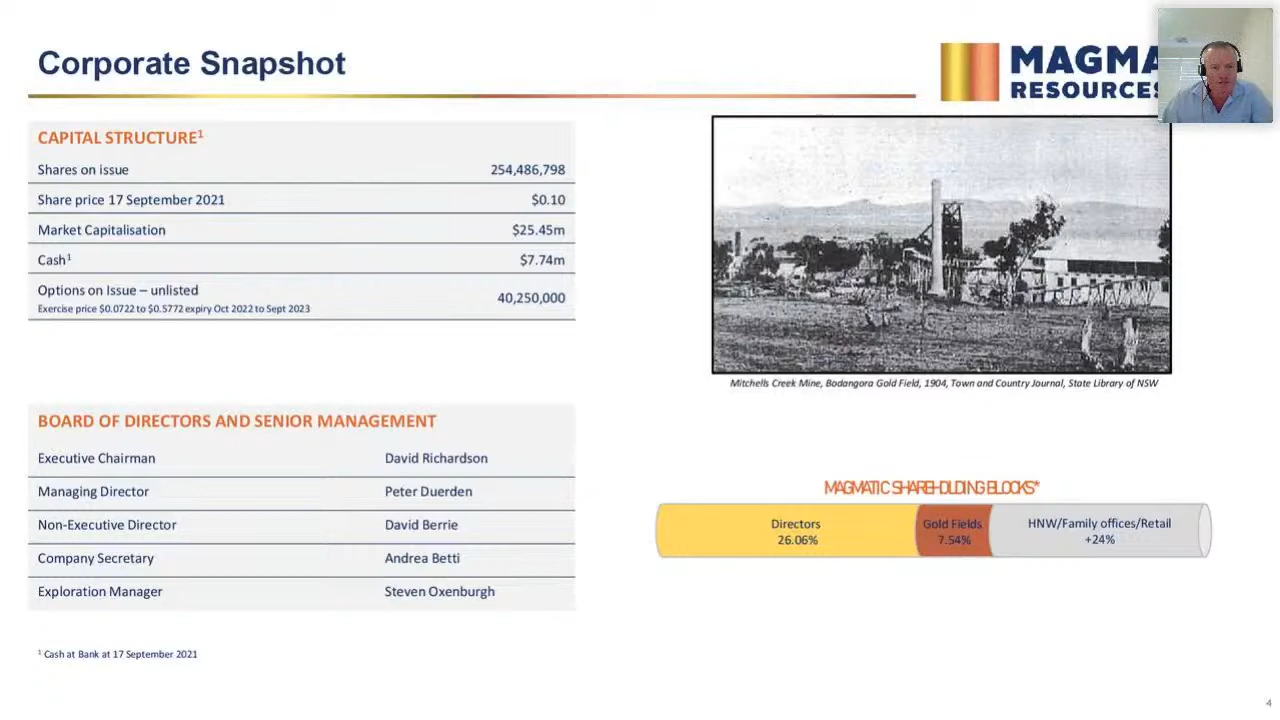 Corporate Snapshot
MAGMA
RESOURCES
CAPITAL STRUCTURE¹
Shares on issue 254,486,798
Share price 17 September 2021 $0.10
Market Capitalisation $25.45m
Cash¹ $7.74m
Options on Issue – unlisted 40,250,000
Exercise price $0.0722 to $0.5772 expiry Oct 2022 to Sept 2023
Mitchells Creek Mine, Bodangora Gold Field, 1904, Town and Country Journal, State Library of NSW
BOARD OF DIRECTORS AND SENIOR MANAGEMENT
Executive Chairman David Richardson
Managing Director Peter Duerden
Non-Executive Director David Berrie
Company Secretary Andrea Betti
Exploration Manager Steven Oxenburgh
MAGMATIC SHAREHOLDING BLOCKS*
Directors
26.06%
Gold Fields
7.54%
HNW/Family offices/Retail
+24%
¹ Cash at Bank at 17 September 2021
4